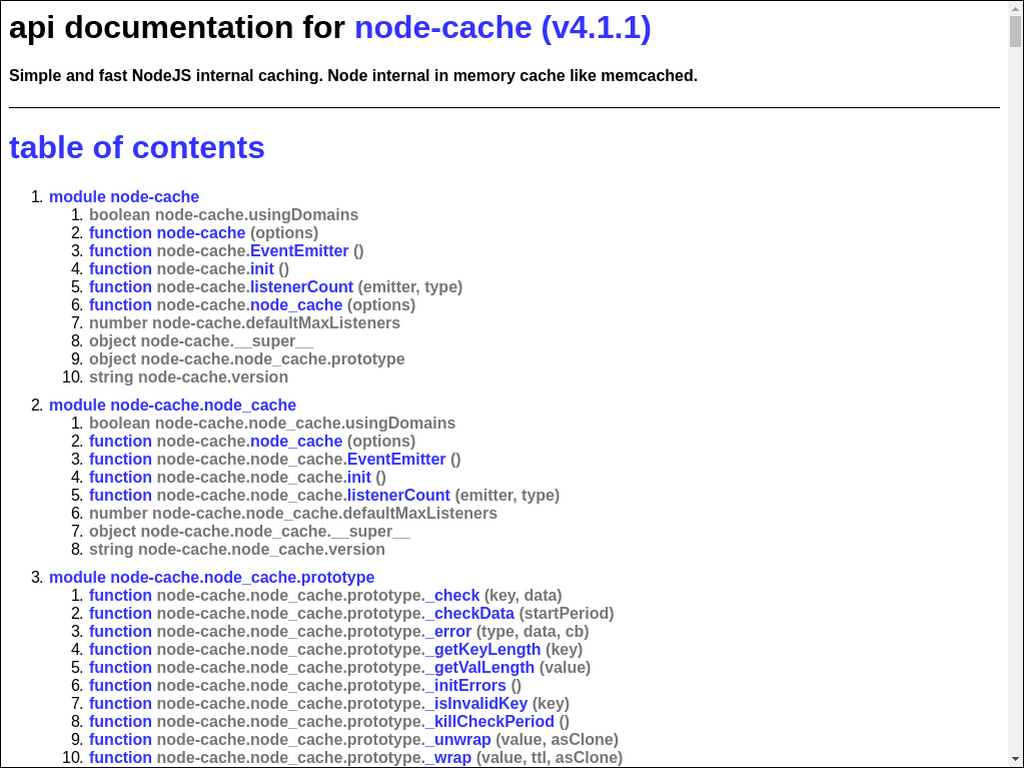 api documentation for node-cache (v4.1.1)
Simple and fast NodeJS internal caching. Node internal in memory cache like memcached.
table of contents
1. module node-cache
1. boolean node-cache.usingDomains
2. function node-cache (options)
3. function node-cache.EventEmitter ()
4. function node-cache.init ()
5. function node-cache.listenerCount (emitter, type)
6. function node-cache.node_cache (options)
7. number node-cache.defaultMaxListeners
8. object node-cache.__super__
9. object node-cache.node_cache.prototype
10. string node-cache.version
2. module node-cache.node_cache
1. boolean node-cache.node_cache.usingDomains
2. function node-cache.node_cache (options)
3. function node-cache.node_cache.EventEmitter ()
4. function node-cache.node_cache.init ()
5. function node-cache.node_cache.listenerCount (emitter, type)
6. number node-cache.node_cache.defaultMaxListeners
7. object node-cache.node_cache.__super__
8. string node-cache.node_cache.version
3. module node-cache.node_cache.prototype
1. function node-cache.node_cache.prototype._check (key, data)
2. function node-cache.node_cache.prototype._checkData (startPeriod)
3. function node-cache.node_cache.prototype._error (type, data, cb)
4. function node-cache.node_cache.prototype._getKeyLength (key)
5. function node-cache.node_cache.prototype._getValLength (value)
6. function node-cache.node_cache.prototype._initErrors ()
7. function node-cache.node_cache.prototype._isInvalidKey (key)
8. function node-cache.node_cache.prototype._killCheckPeriod ()
9. function node-cache.node_cache.prototype._unwrap (value, asClone)
10. function node-cache.node_cache.prototype._wrap (value, ttl, asClone)